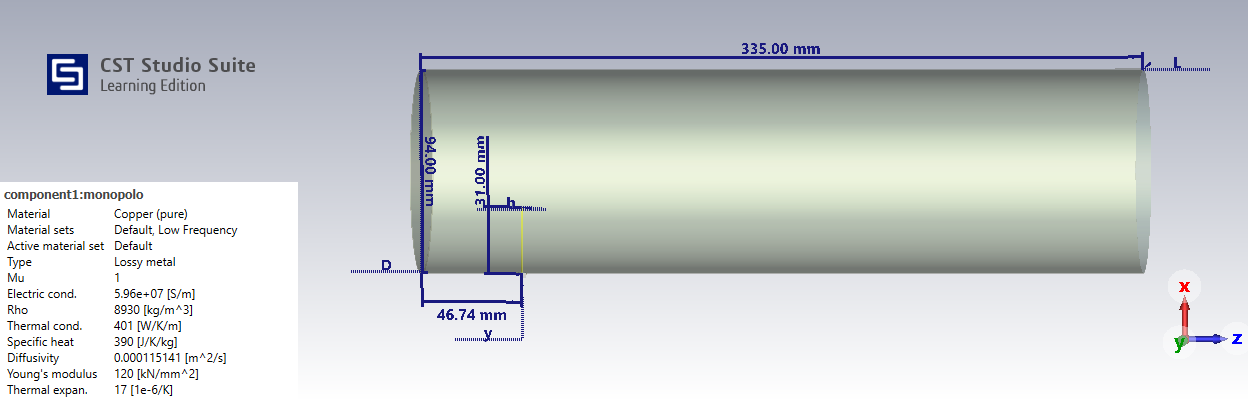 CST Studio Suite
Learning Edition
335.00 mm
L
94.00 mm
31.00 mm
h
D
46.74 mm
y
component1:monopolo
Material Copper (pure)
Material sets Default, Low Frequency
Active material set Default
Type Lossy metal
Mu 1
Electric cond. 5.96e+07 [S/m]
Rho 8930 [kg/m^3]
Thermal cond. 401 [W/K/m]
Specific heat 390 [J/K/kg]
Diffusivity 0.000115141 [m^2/s]
Young's modulus 120 [kN/mm^2]
Thermal expan. 17 [1e-6/K]
x
y
z